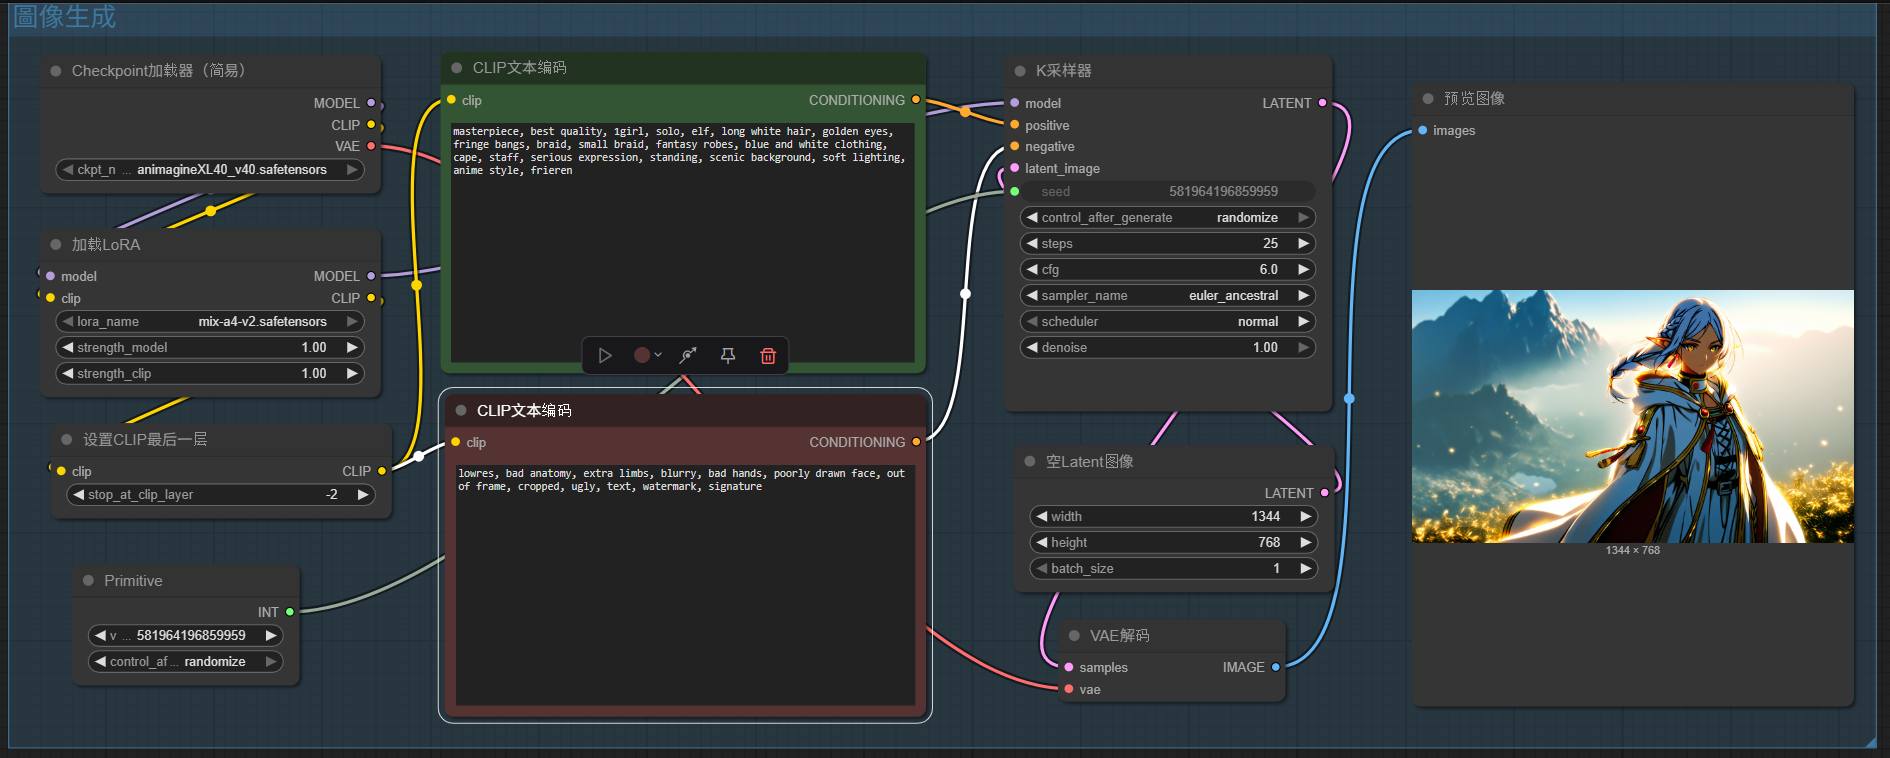 圖像生成
Checkpoint加载器（简易）
MODEL
CLIP
VAE
ckpt_n ... animagineXL40_v40.safetensors
加载LoRA
model MODEL
clip CLIP
lora_name mix-a4-v2.safetensors
strength_model 1.00
strength_clip 1.00
设置CLIP最后一层
clip CLIP
stop_at_clip_layer -2
Primitive
INT
v ... 581964196859959
control_af ... randomize
CLIP文本编码
clip CONDITIONING
masterpiece, best quality, 1girl, solo, elf, long white hair, golden eyes,
fringe bangs, braid, small braid, fantasy robes, blue and white clothing,
cape, staff, serious expression, standing, scenic background, soft lighting,
anime style, frieren
CLIP文本编码
clip CONDITIONING
lowres, bad anatomy, extra limbs, blurry, bad hands, poorly drawn face, out
of frame, cropped, ugly, text, watermark, signature
K采样器
model LATENT
positive
negative
latent_image
seed 581964196859959
control_after_generate randomize
steps 25
cfg 6.0
sampler_name euler_ancestral
scheduler normal
denoise 1.00
空Latent图像
LATENT
width 1344
height 768
batch_size 1
VAE解码
samples IMAGE
vae
预览图像
images
1344 × 768